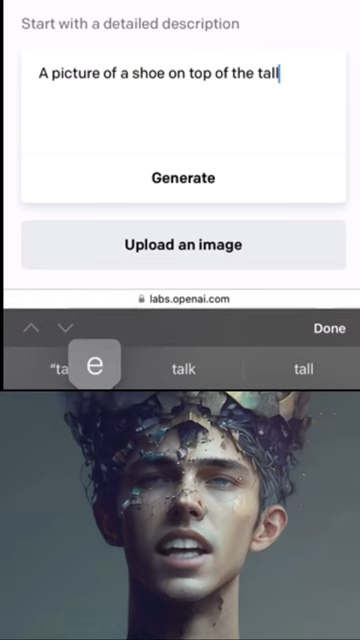 Start with a detailed description
A picture of a shoe on top of the tall
Generate
Upload an image
labs.openai.com
Done
"ta
e
talk
tall